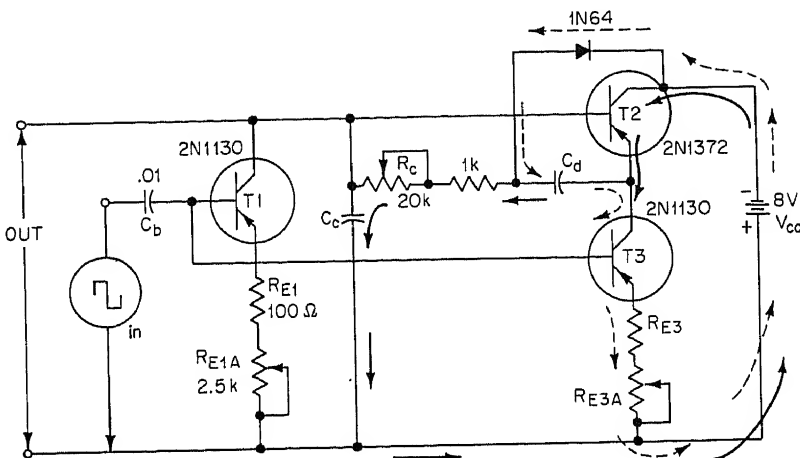 1N64
T2
2N1372
2N1130
T1
R_c
20k
1k
C_d
2N1130
T3
8V
V_cc
-
+
.01
C_b
C_c
OUT
in
R_E1
100 Ω
R_E1A
2.5k
R_E3
R_E3A